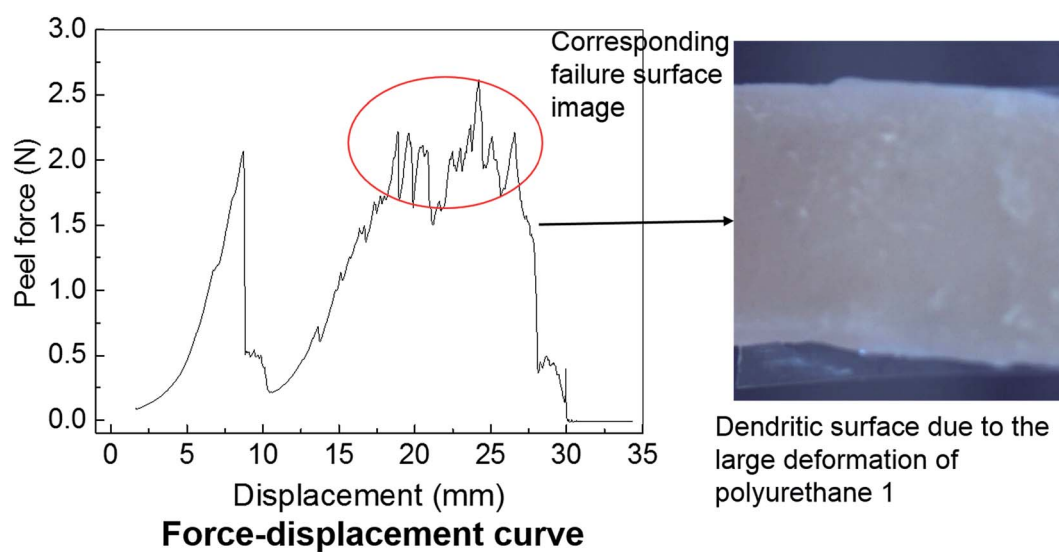 3.0
2.5
2.0
1.5
1.0
0.5
0.0
Peel force (N)
0 5 10 15 20 25 30 35
Displacement (mm)
Force-displacement curve
Corresponding
failure surface
image
Dendritic surface due to the
large deformation of
polyurethane 1